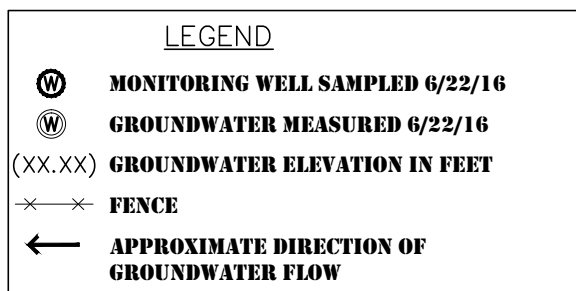 LEGEND
W MONITORING WELL SAMPLED 6/22/16
W GROUNDWATER MEASURED 6/22/16
(XX.XX) GROUNDWATER ELEVATION IN FEET
FENCE
APPROXIMATE DIRECTION OF
GROUNDWATER FLOW